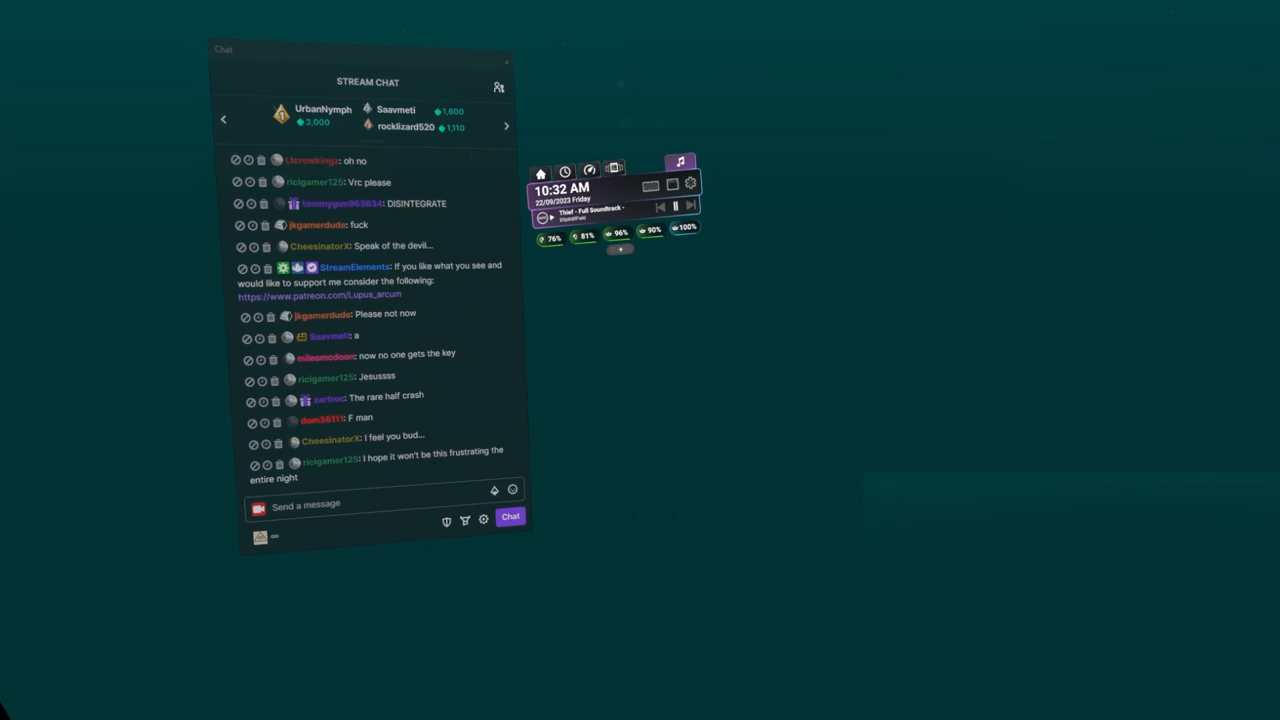 Chat
STREAM CHAT
UrbanNymph
3,000
Saavmeti 1,600
rocklizard520 1,110
Ltcrowkingz: oh no
ricigamer125: Vrc please
tommygun963634: DISINTEGRATE
jkgamerdude: fuck
CheesinatorX: Speak of the devil...
StreamElements: If you like what you see and
would like to support me consider the following:
https://www.patreon.com/Lupus_arcum
jkgamerdude: Please not now
Saavmeti: a
milesmodoon: now no one gets the key
ricigamer125: Jesussss
zartroc: The rare half crash
dom36111: F man
CheesinatorX: I feel you bud...
ricigamer125: I hope it won't be this frustrating the
entire night
Send a message
Chat
10:32 AM
22/09/2023 Friday
Thief - Full Soundtrack -
76% 81% 96% 90% 100%